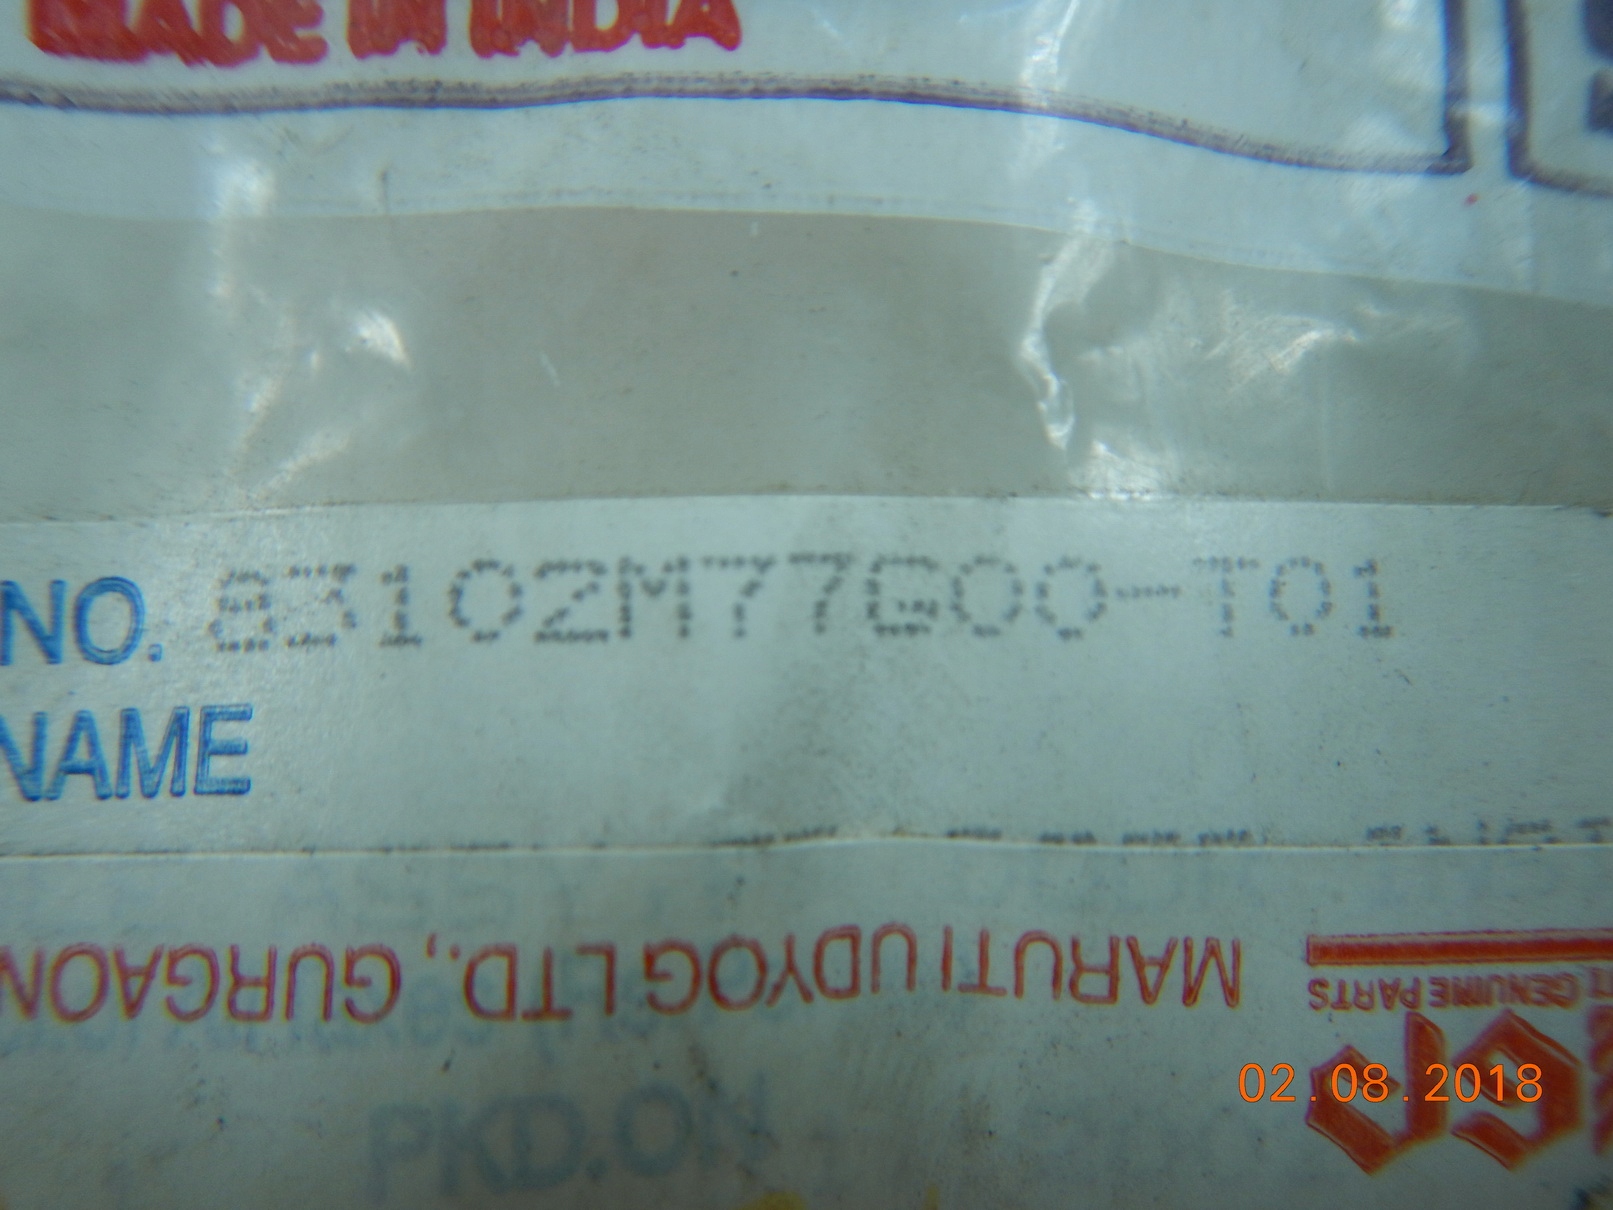 MADE IN INDIA
NO. 83102M77G00-T01
NAME
MARUTI UDYOG LTD., GURGAON
GENUINE PARTS
PKD.ON
02.08.2018